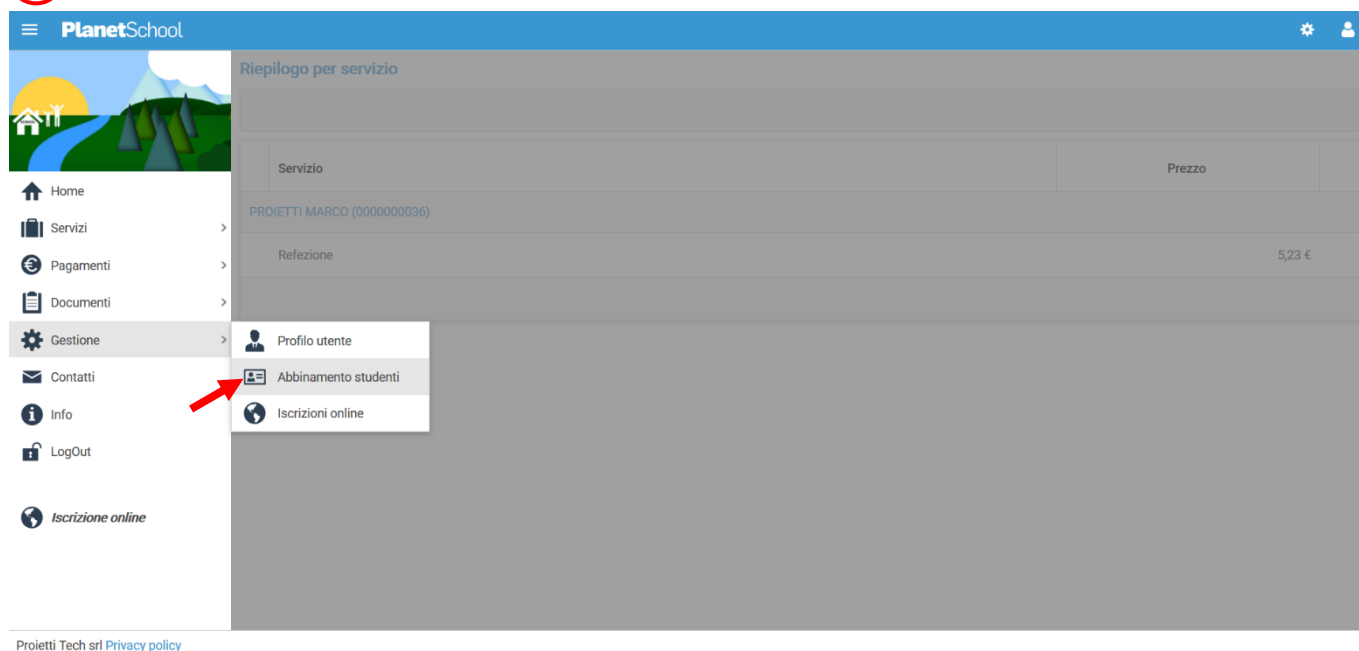 PlanetSchool
Riepilogo per servizio
Servizio Prezzo
PROIETTI MARCO (0000000036)
Refezione 5,23 €
Home
Servizi
Pagamenti
Documenti
Gestione
Profilo utente
Abbinamento studenti
Iscrizioni online
Contatti
Info
LogOut
Iscrizione online
Proietti Tech srl Privacy policy